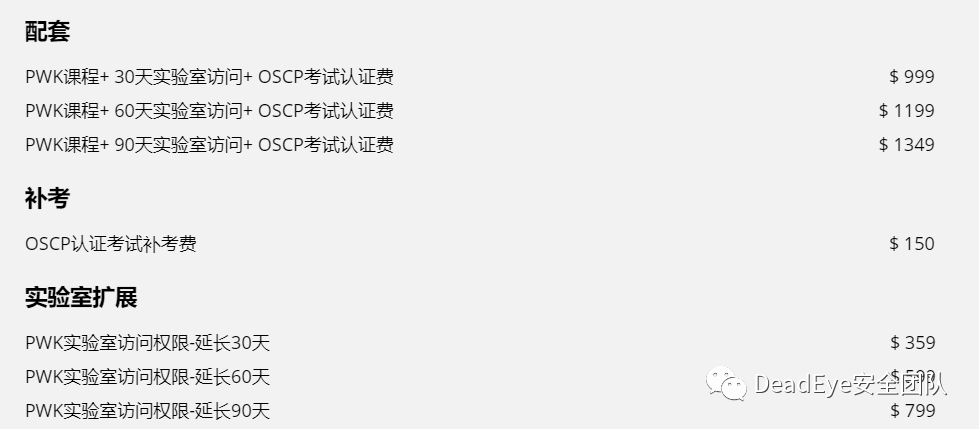 配套
PWK课程+ 30天实验室访问+ OSCP考试认证费 $ 999
PWK课程+ 60天实验室访问+ OSCP考试认证费 $ 1199
PWK课程+ 90天实验室访问+ OSCP考试认证费 $ 1349
补考
OSCP认证考试补考费 $ 150
实验室扩展
PWK实验室访问权限-延长30天 $ 359
PWK实验室访问权限-延长60天 $
DeadEye安全团队
PWK实验室访问权限-延长90天 $ 799